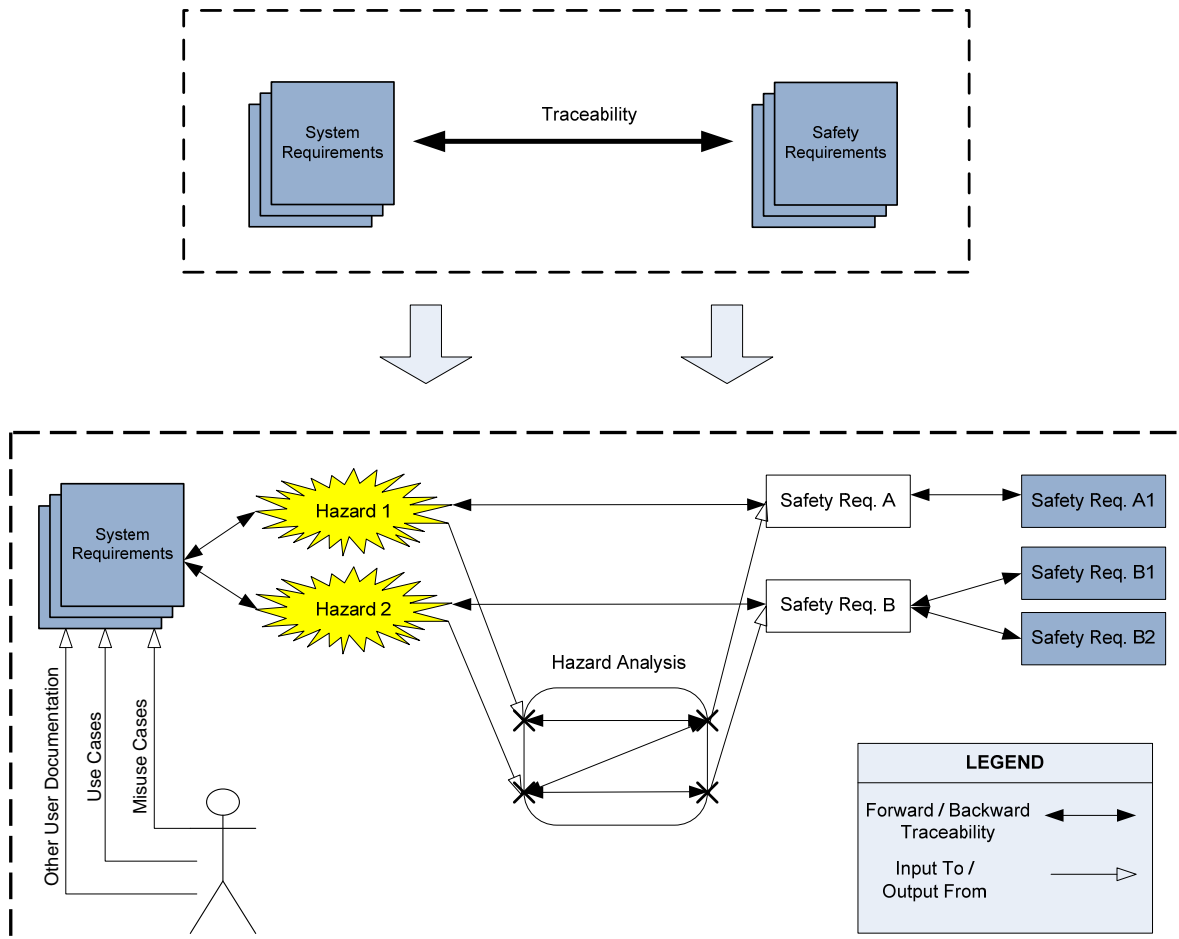 Traceability
System
Requirements
Safety
Requirements
System
Requirements
Hazard 1
Hazard 2
Safety Req. A
Safety Req. A1
Safety Req. B
Safety Req. B1
Safety Req. B2
Hazard Analysis
Other User Documentation
Use Cases
Misuse Cases
LEGEND
Forward / Backward
Traceability
Input To /
Output From